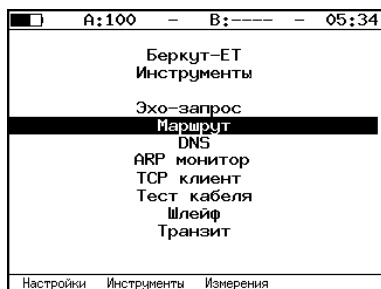 A:100 – B:---- – 05:34
Беркут-ЕТ
Инструменты
Эхо-запрос
Маршрут
DNS
ARP монитор
TCP клиент
Тест кабеля
Шлейф
Транзит
Настройки Инструменты Измерения